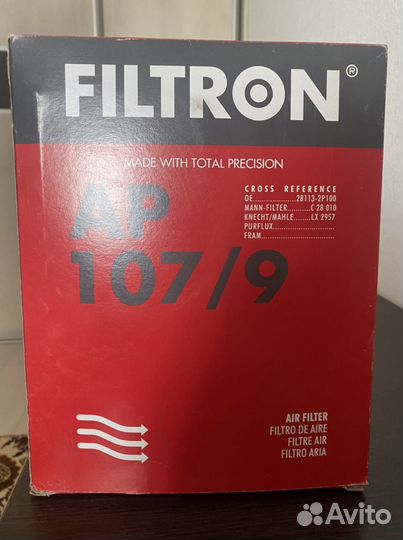 FILTRON®
MADE WITH TOTAL PRECISION
AP
107/9
CROSS REFERENCE
OE......................28113-2P100
MANN-FILTER...........C 28 010
KNECHT/MAHLE........LX 2957
PURFLUX..............................
FRAM...................................
AIR FILTER
FILTRO DE AIRE
FILTRE AIR
FILTRO ARIA
Avito